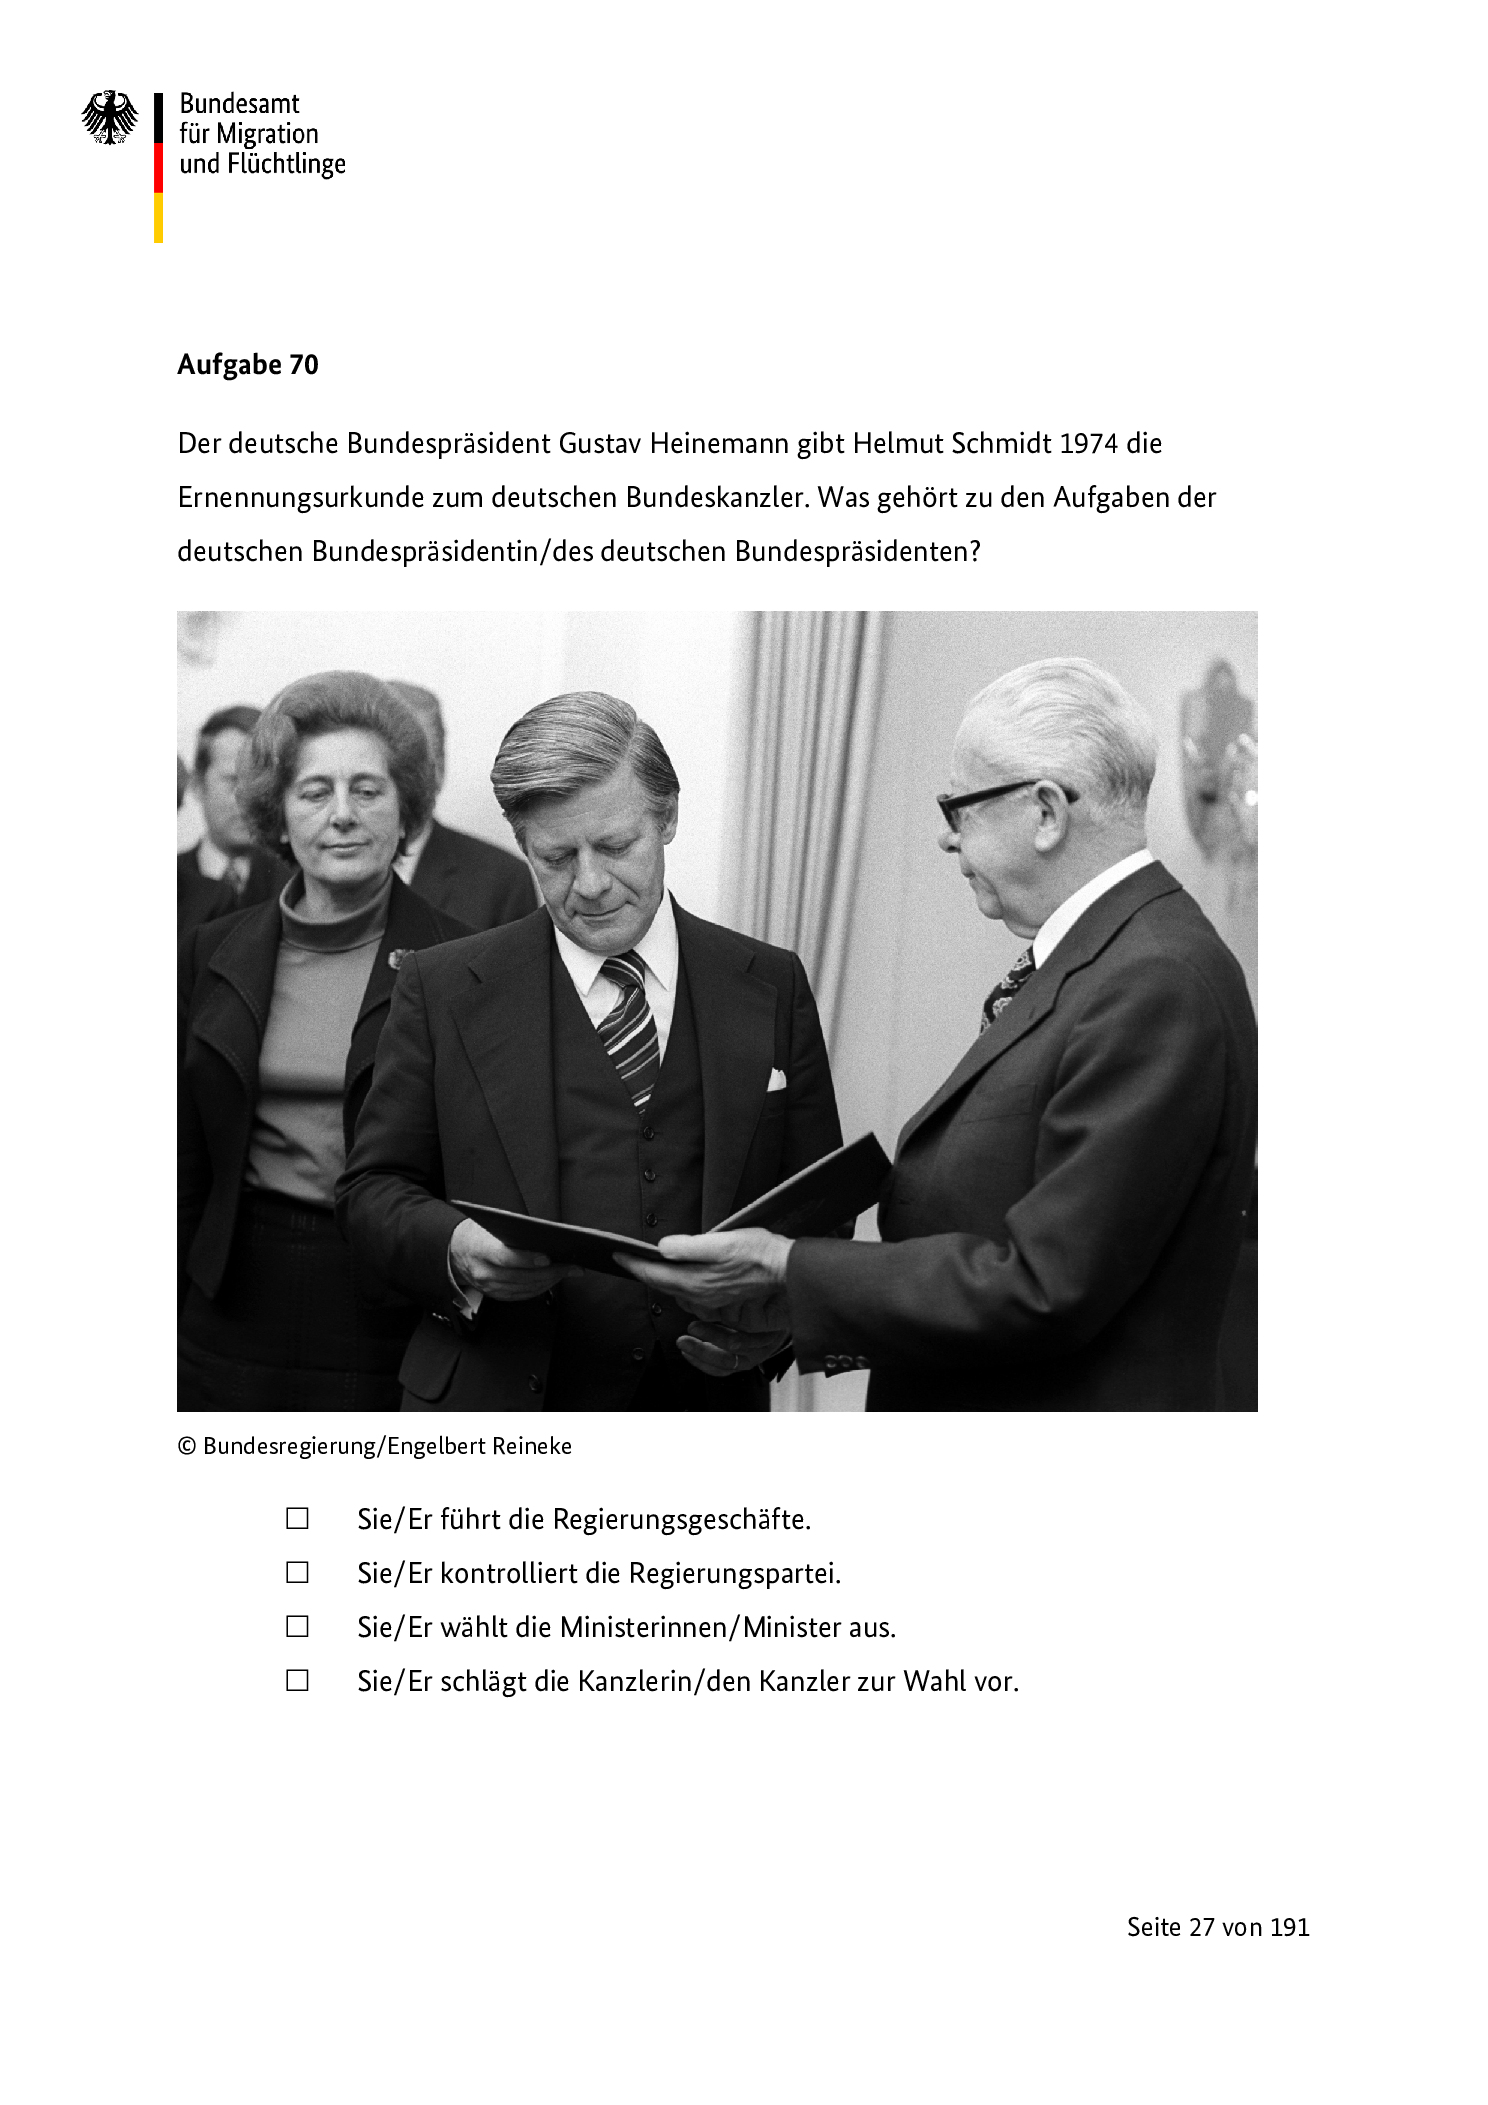 Bundesamt
für Migration
und Flüchtlinge
Aufgabe 70
Der deutsche Bundespräsident Gustav Heinemann gibt Helmut Schmidt 1974 die
Ernennungsurkunde zum deutschen Bundeskanzler. Was gehört zu den Aufgaben der
deutschen Bundespräsidentin/des deutschen Bundespräsidenten?
© Bundesregierung/Engelbert Reineke
☐ Sie/Er führt die Regierungsgeschäfte.
☐ Sie/Er kontrolliert die Regierungspartei.
☐ Sie/Er wählt die Ministerinnen/Minister aus.
☐ Sie/Er schlägt die Kanzlerin/den Kanzler zur Wahl vor.
Seite 27 von 191